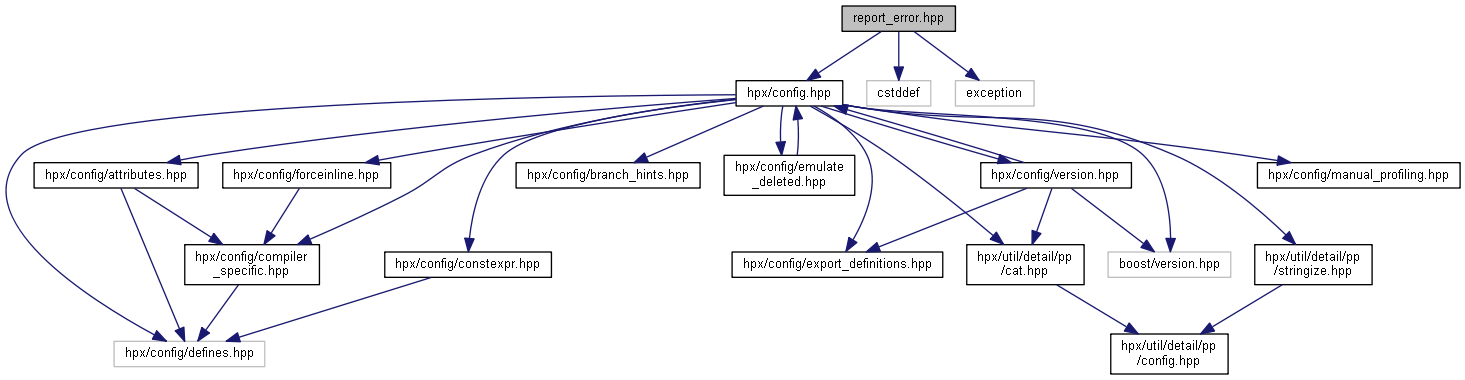 report_error.hpp
hpx/config.hpp
cstddef
exception
hpx/config/attributes.hpp
hpx/config/forceinline.hpp
hpx/config/branch_hints.hpp
hpx/config/emulate
_deleted.hpp
hpx/config/version.hpp
hpx/config/manual_profiling.hpp
hpx/config/compiler
_specific.hpp
hpx/config/constexpr.hpp
hpx/config/export_definitions.hpp
hpx/util/detail/pp
/cat.hpp
boost/version.hpp
hpx/util/detail/pp
/stringize.hpp
hpx/config/defines.hpp
hpx/util/detail/pp
/config.hpp